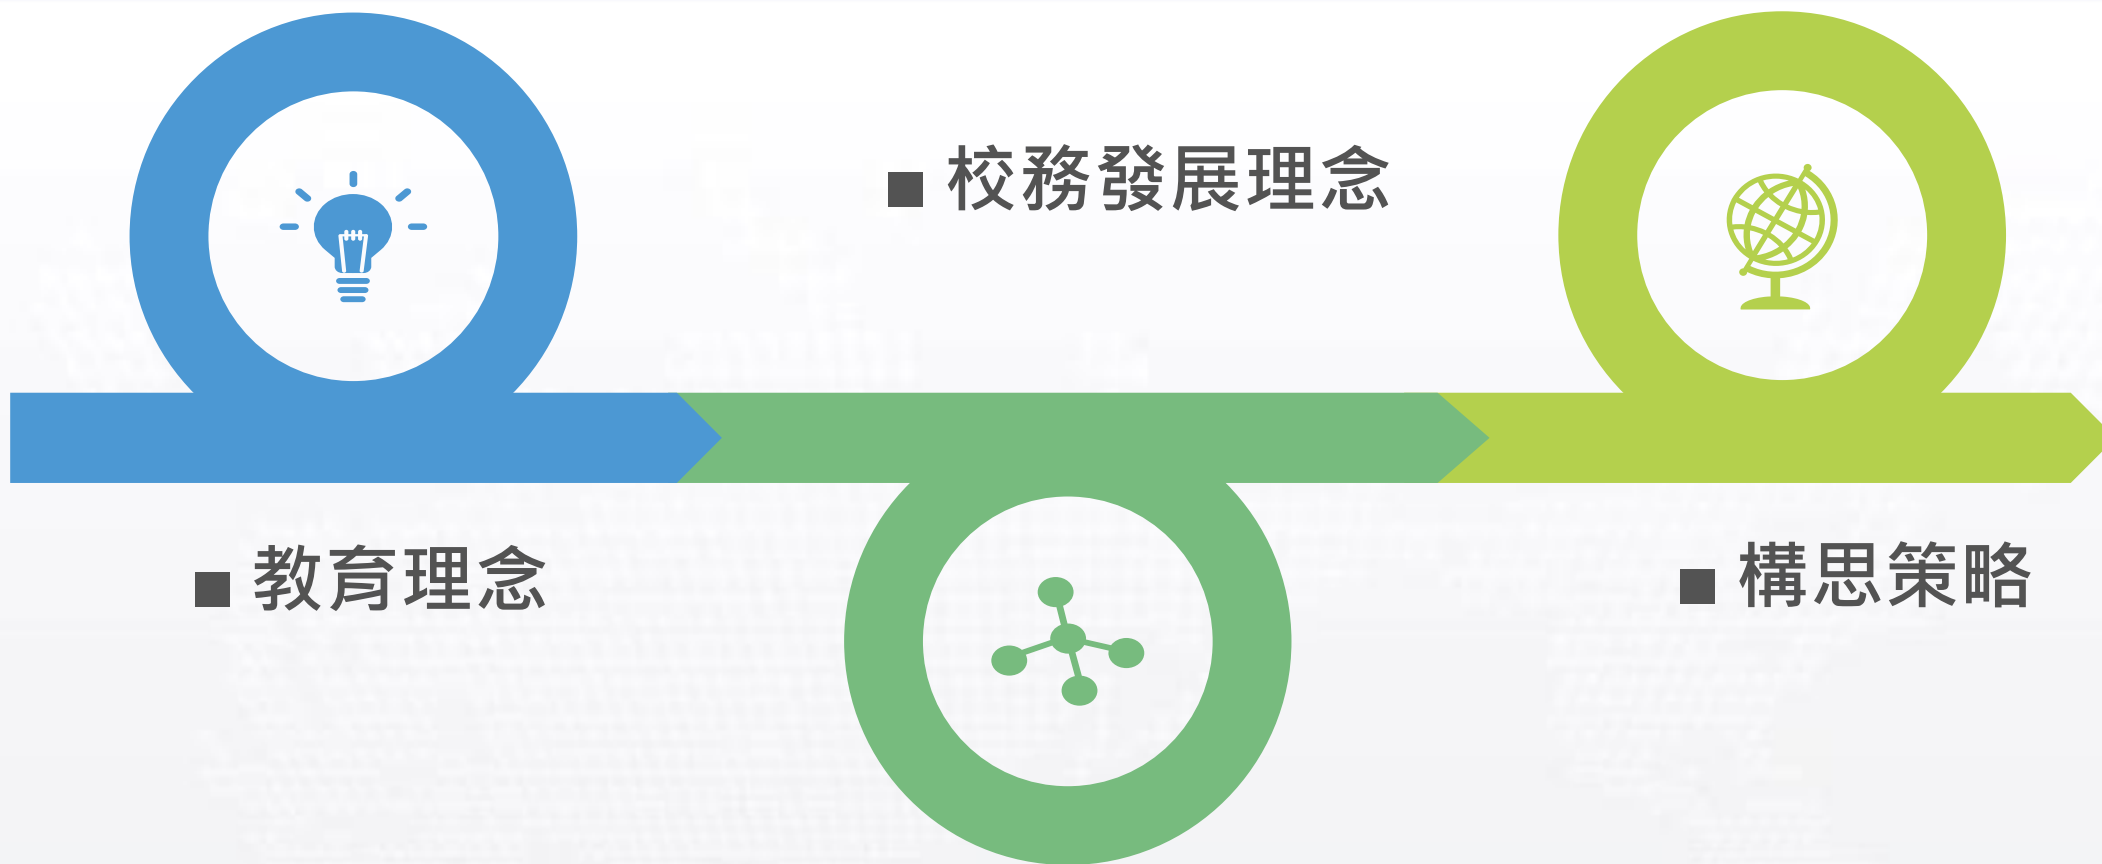 ■ 教育理念
■ 校務發展理念
■ 構思策略